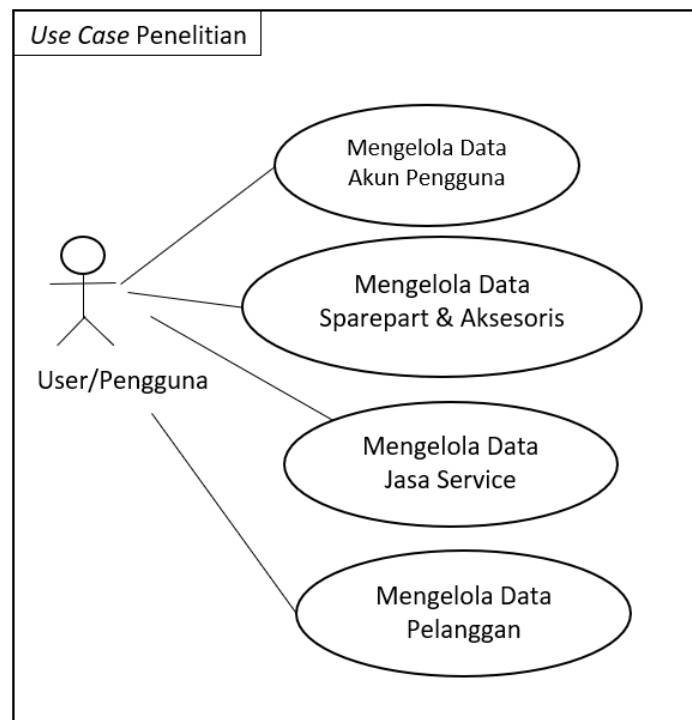 Use Case Penelitian
Mengelola Data
Akun Pengguna
Mengelola Data
Sparepart & Aksesoris
User/Pengguna
Mengelola Data
Jasa Service
Mengelola Data
Pelanggan